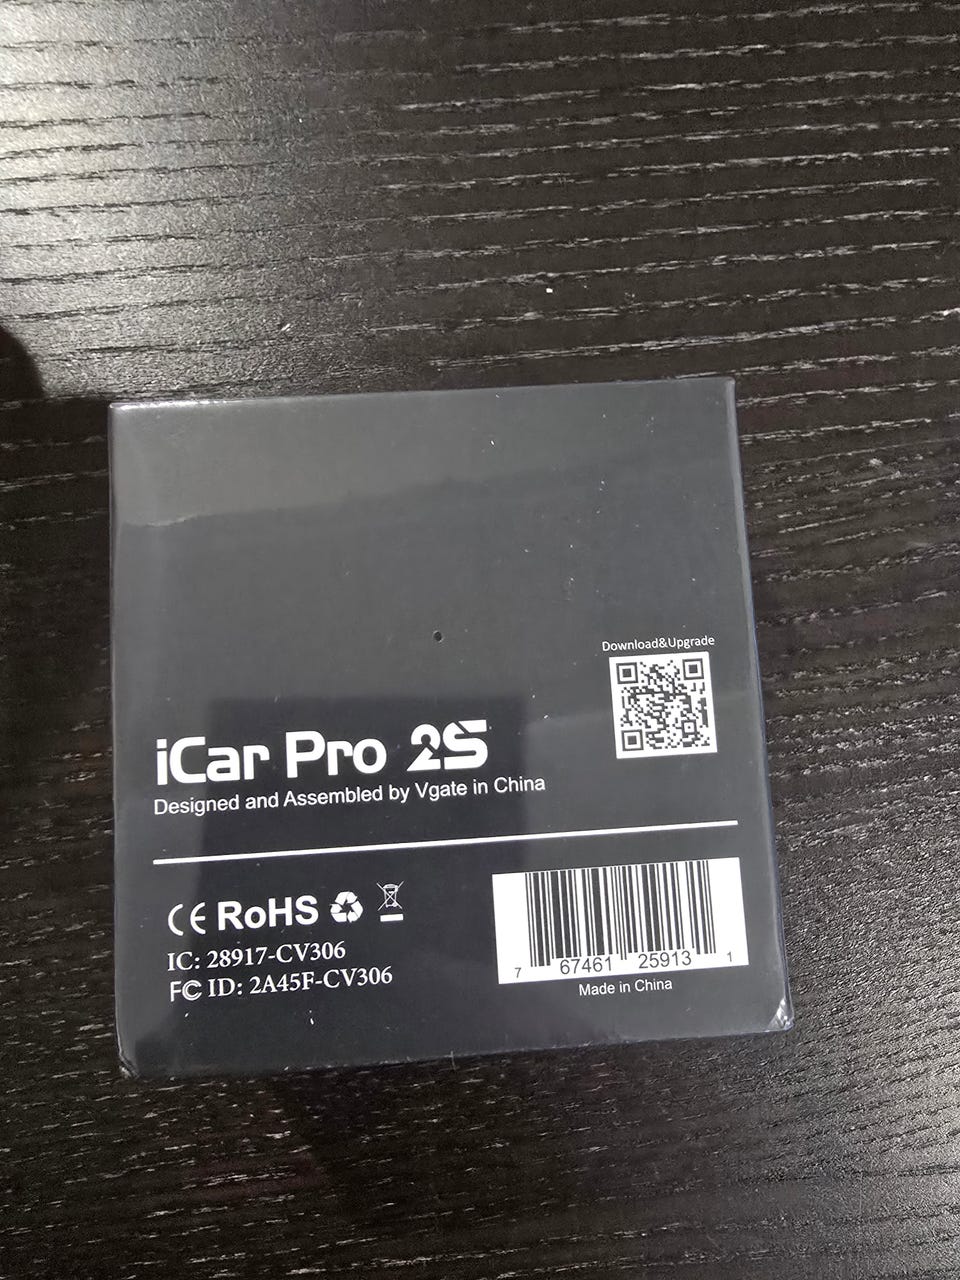 Download&Upgrade
iCar Pro 2S
Designed and Assembled by Vgate in China
CE RoHS
IC: 28917-CV306
FC ID: 2A45F-CV306
7 67461 25913 1
Made in China